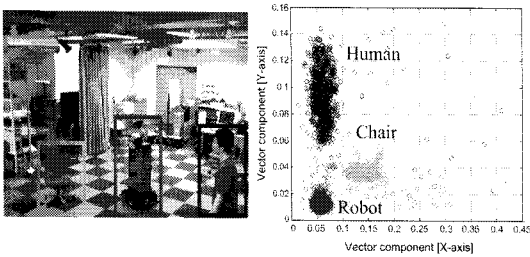 0.16
0.14
0.12
0.1
0.08
0.06
0.04
0.02
0
Vector component [Y-axis]
Human
Chair
Robot
0 0.05 0.1 0.15 0.2 0.25 0.3 0.35 0.4 0.45
Vector component [X-axis]